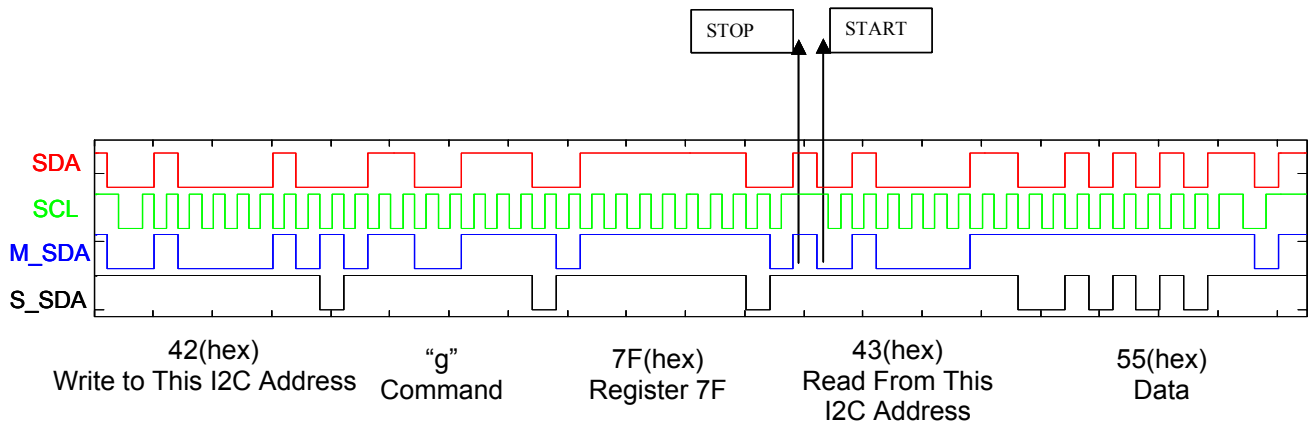 STOP
START
SDA
SCL
M_SDA
S_SDA
42(hex)
Write to This I2C Address
“g”
Command
7F(hex)
Register 7F
43(hex)
Read From This
I2C Address
55(hex)
Data